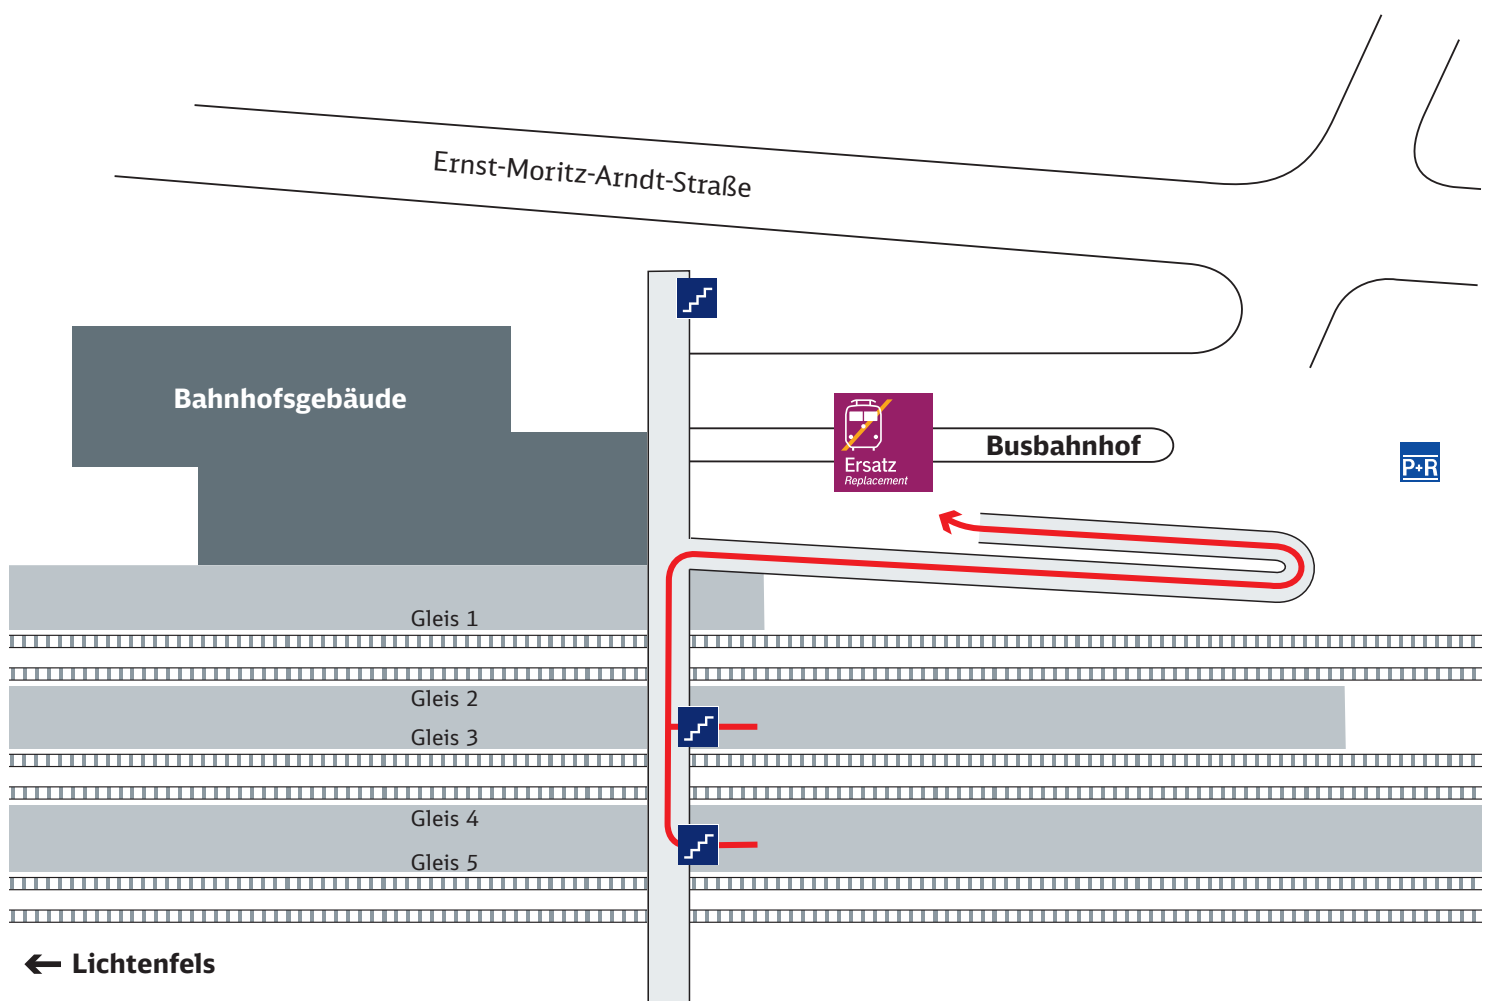 Ernst-Moritz-Arndt-Straße
Bahnhofsgebäude
Ersatz
Replacement
Busbahnhof
P+R
Gleis 1
Gleis 2
Gleis 3
Gleis 4
Gleis 5
Lichtenfels